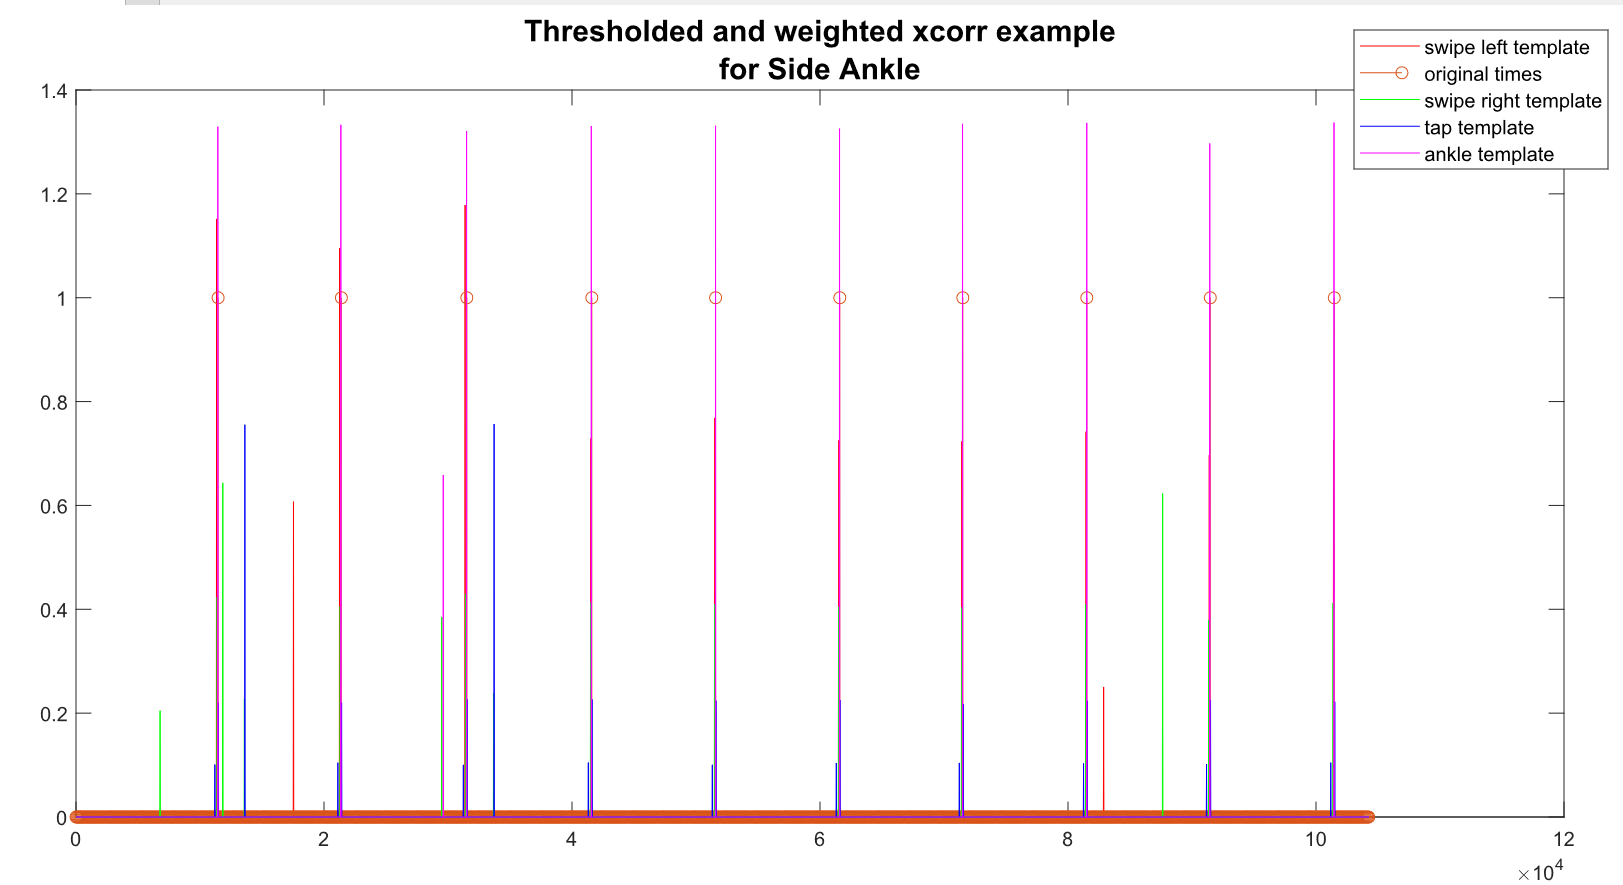 Thresholded and weighted xcorr example
for Side Ankle
swipe left template
original times
swipe right template
tap template
ankle template
1.4
1.2
1
0.8
0.6
0.4
0.2
0
0 2 4 6 8 10 12
×10⁴